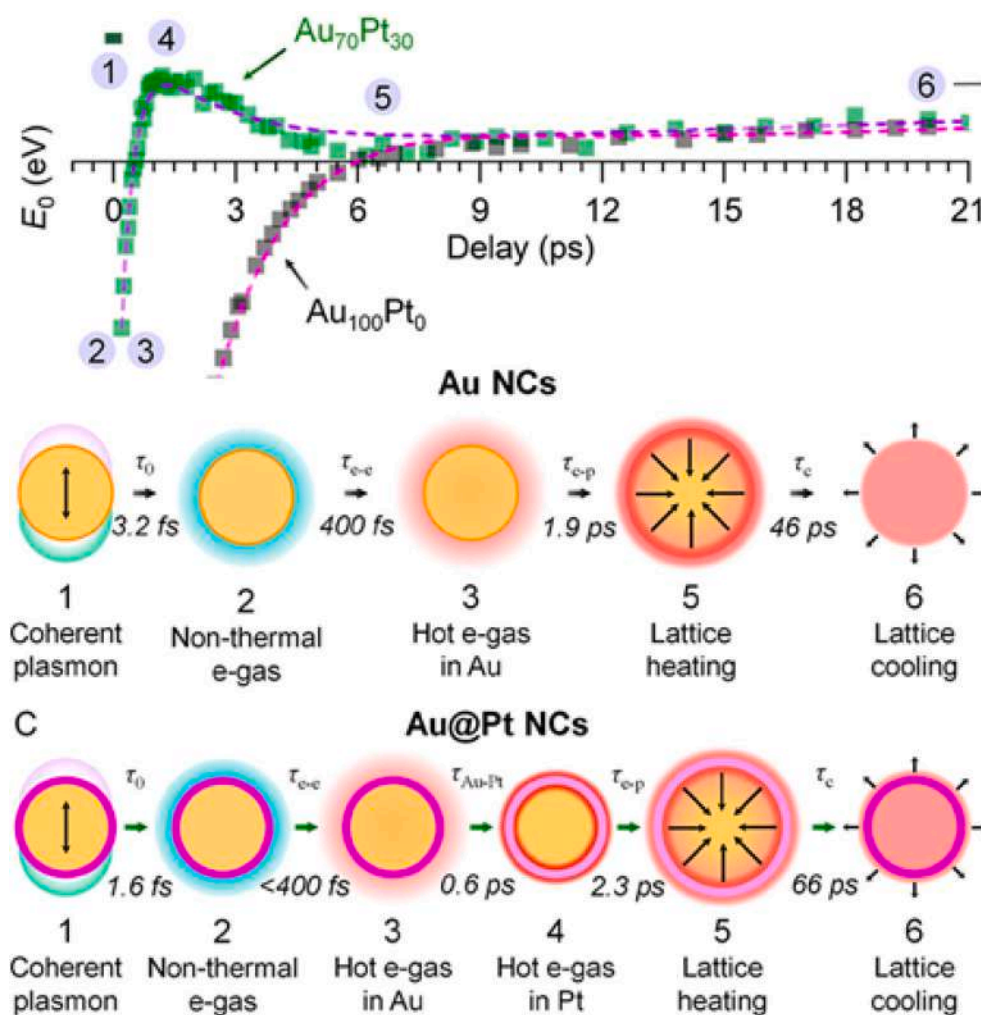 Au70Pt30
4
1
5
6
E0 (eV)
0 3 6 9 12 15 18 21
Delay (ps)
Au100Pt0
2 3
Au NCs
τ0 τe-e τe-p τc
3.2 fs 400 fs 1.9 ps 46 ps
1 2 3 5 6
Coherent plasmon
Non-thermal e-gas
Hot e-gas in Au
Lattice heating
Lattice cooling
C Au@Pt NCs
τ0 τe-e τAu-Pt τe-p τc
1.6 fs <400 fs 0.6 ps 2.3 ps 66 ps
1 2 3 4 5 6
Coherent Non-thermal Hot e-gas Hot e-gas Lattice Lattice
plasmon e-gas in Au in Pt heating cooling